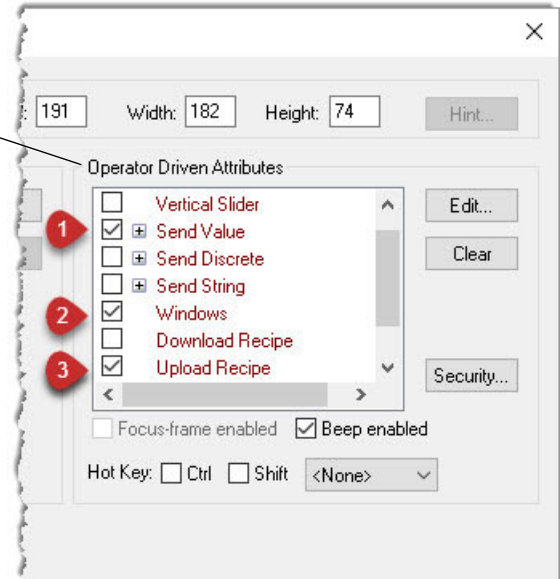 191 Width: 182 Height: 74 Hint...
Operator Driven Attributes
Vertical Slider
Edit...
1 Send Value
Send Discrete
Clear
Send String
2 Windows
Download Recipe
3 Upload Recipe
Security...
Focus-frame enabled Beep enabled
Hot Key: Ctrl Shift <None>